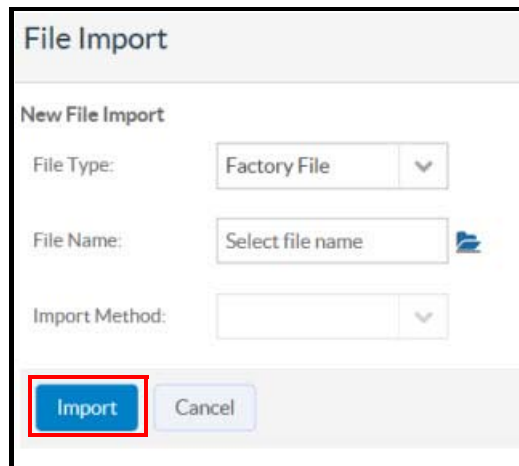 File Import
New File Import
File Type: Factory File
File Name: Select file name
Import Method:
Import Cancel